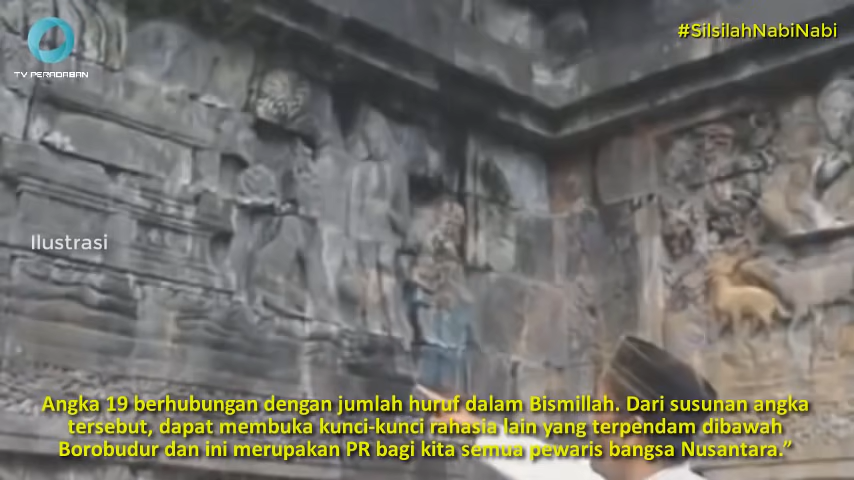 TV PERADABAN
#SilsilahNabiNabi
Ilustrasi
Angka 19 berhubungan dengan jumlah huruf dalam Bismillah. Dari susunan angka
tersebut, dapat membuka kunci-kunci rahasia lain yang terpendam dibawah
Borobudur dan ini merupakan PR bagi kita semua pewaris bangsa Nusantara.”